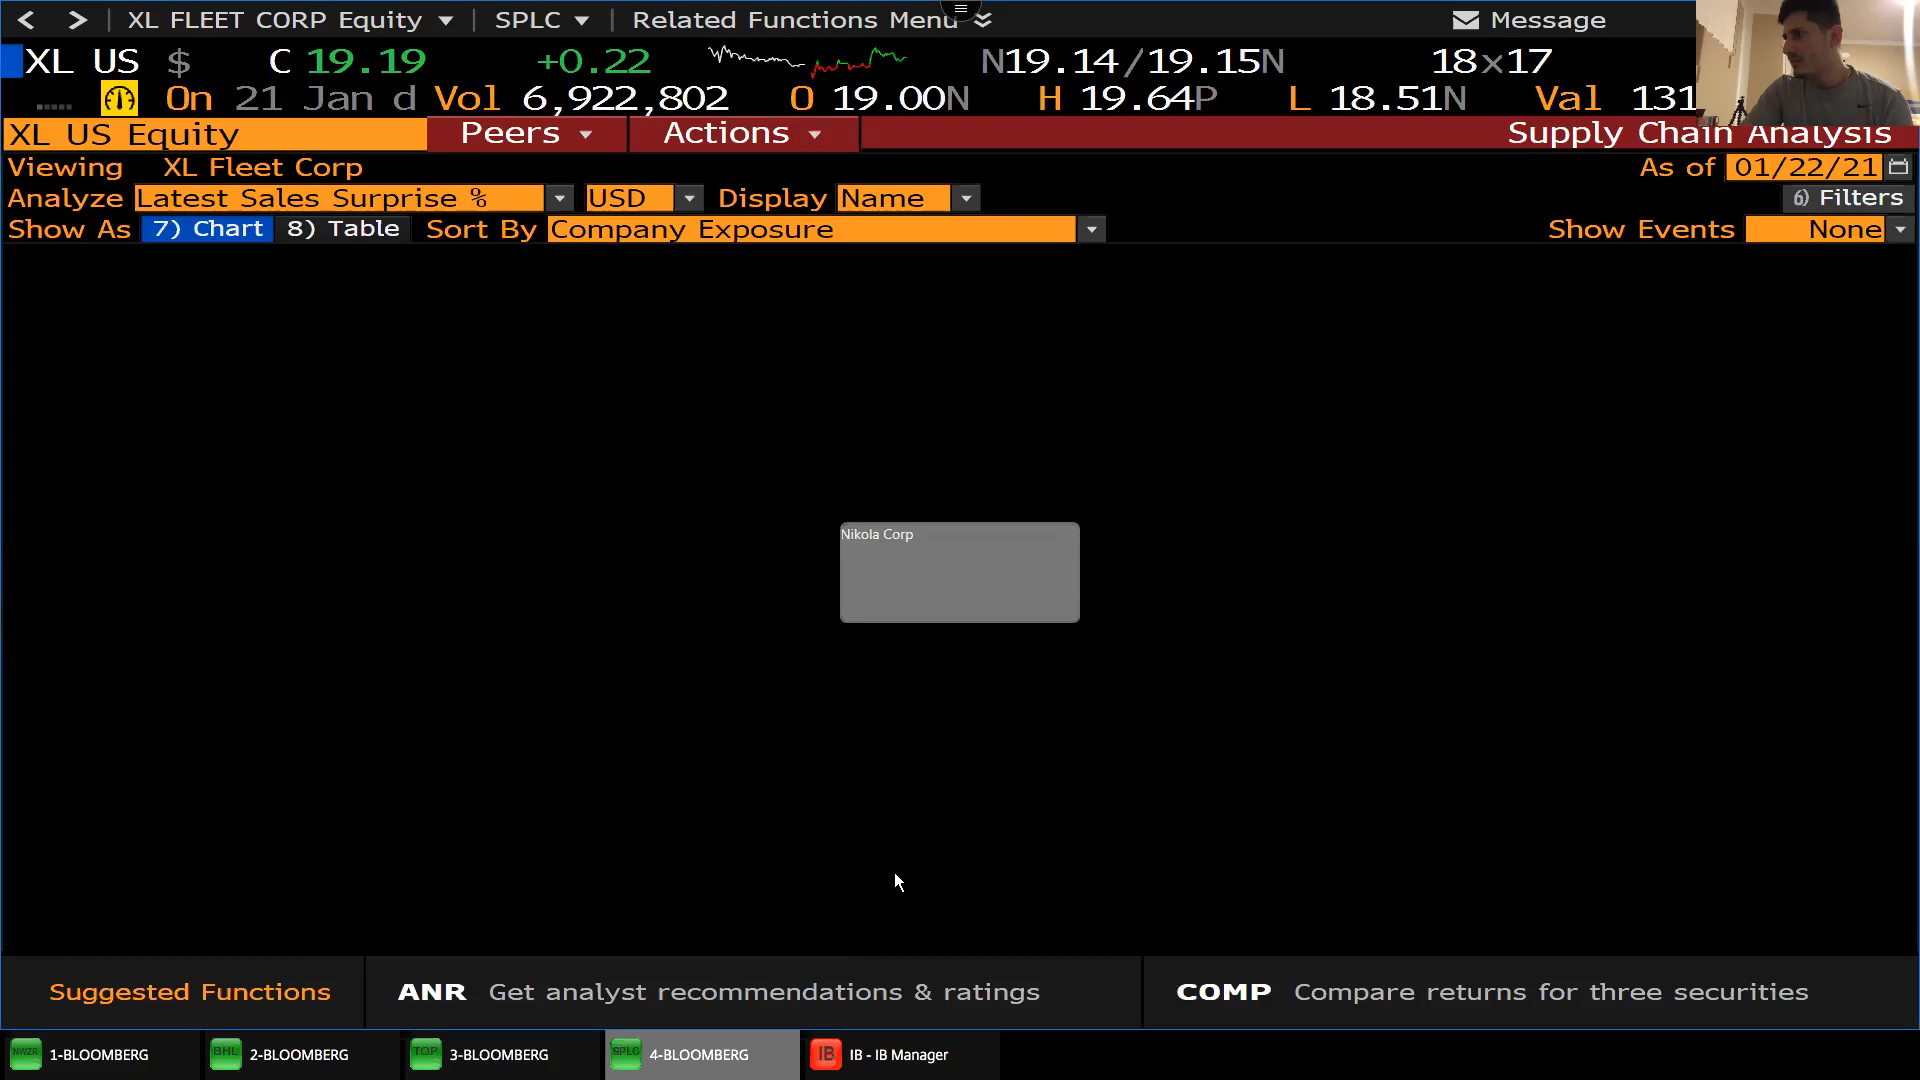 XL FLEET CORP Equity SPLC Related Functions Menu Message
XL US $ C 19.19 +0.22 N19.14/19.15N 18x17
On 21 Jan d Vol 6,922,802 O 19.00N H 19.64P L 18.51N Val 131
XL US Equity Peers Actions Supply Chain Analysis
Viewing XL Fleet Corp As of 01/22/21
Analyze Latest Sales Surprise % USD Display Name 6) Filters
Show As 7) Chart 8) Table Sort By Company Exposure Show Events None
Nikola Corp
Suggested Functions ANR Get analyst recommendations & ratings COMP Compare returns for three securities
NWZR 1-BLOOMBERG BHL 2-BLOOMBERG TOP 3-BLOOMBERG SPLC 4-BLOOMBERG IB IB - IB Manager